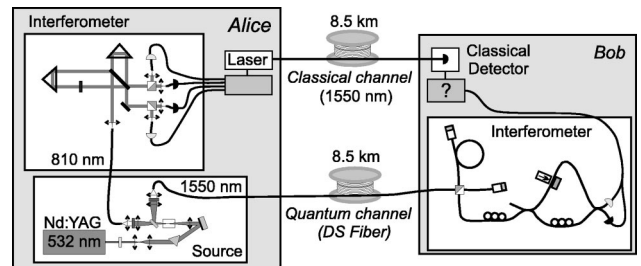 Interferometer
Alice
8.5 km
Laser
Classical channel
(1550 nm)
Classical
Detector
Bob
?
Interferometer
810 nm
1550 nm
8.5 km
Quantum channel
(DS Fiber)
Nd:YAG
532 nm
Source